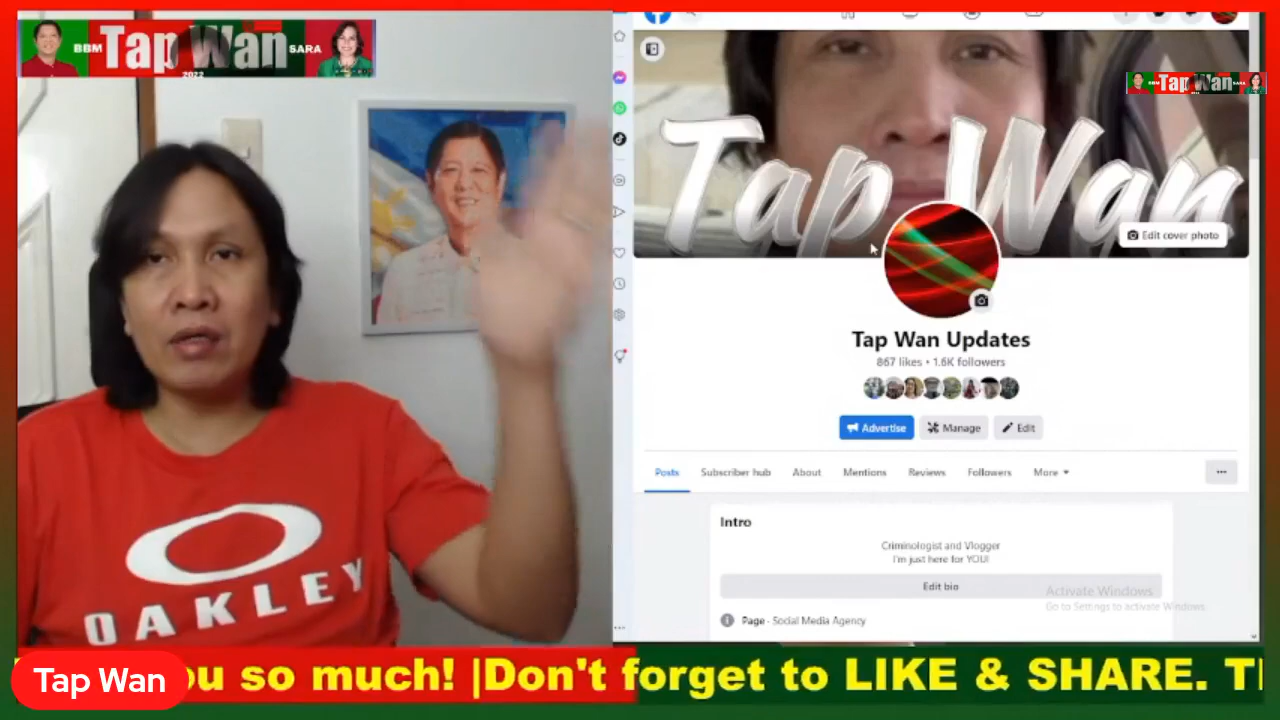 BBM Tap Wan SARA
2022
Tap Wan SARA
Tap Wan
Edit cover photo
Tap Wan Updates
867 likes • 1.6K followers
Advertise Manage Edit
Posts Subscriber hub About Mentions Reviews Followers More
Intro
Criminologist and Vlogger
I'm just here for YOU!
Edit bio
Activate Windows
Go to Settings to activate Windows.
Page - Social Media Agency
OAKLEY
Tap Wan
ou so much! |Don't forget to LIKE & SHARE. T